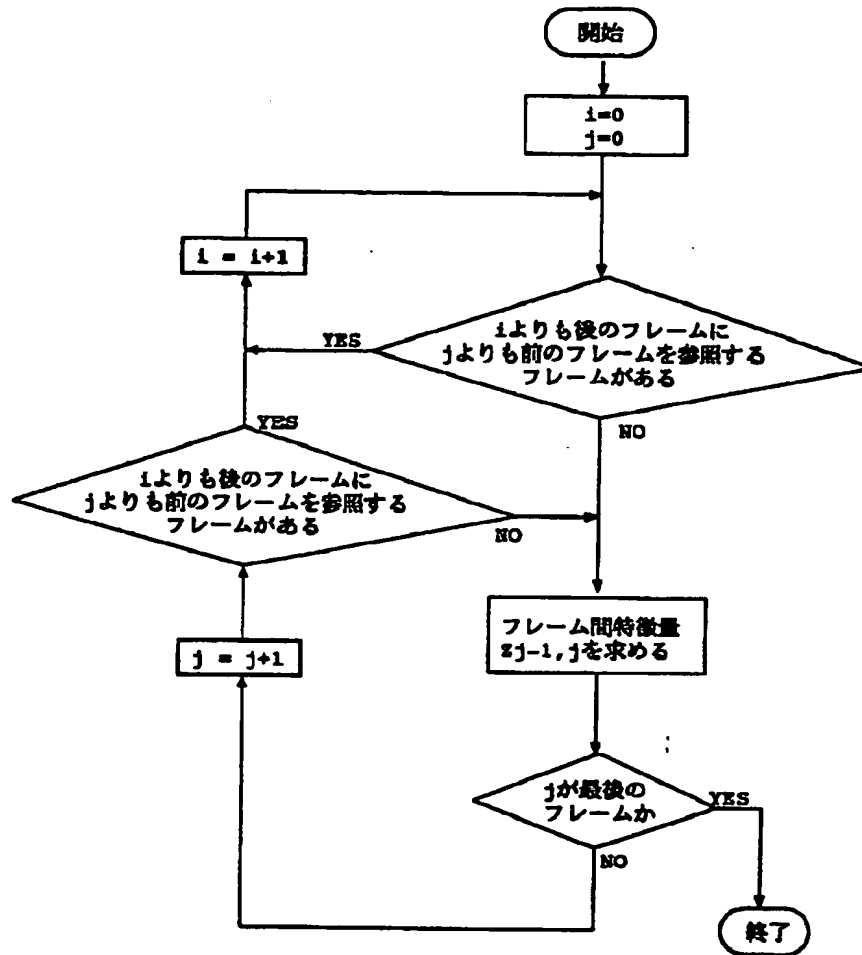 開始
i=0
j=0
i = i+1
iよりも後のフレームに
jよりも前のフレームを参照する
フレームがある
YES
NO
YES
iよりも後のフレームに
jよりも前のフレームを参照する
フレームがある
NO
フレーム間特徴量
zj-1,jを求める
j = j+1
jが最後の
フレームか
YES
NO
終了